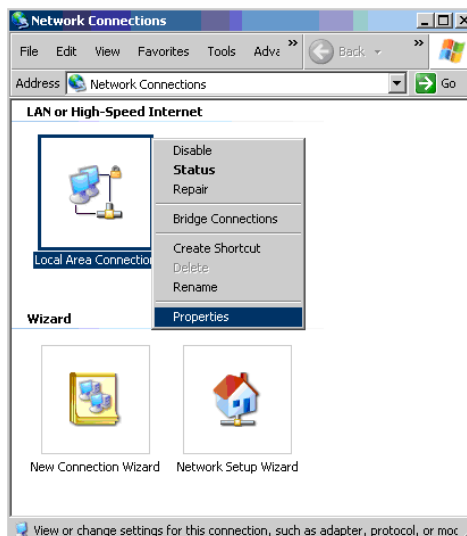 Network Connections
File Edit View Favorites Tools Adva » Back »
Address Network Connections Go
LAN or High-Speed Internet
Disable
Status
Repair
Bridge Connections
Create Shortcut
Local Area Connection
Delete
Rename
Properties
Wizard
New Connection Wizard Network Setup Wizard
View or change settings for this connection, such as adapter, protocol, or moc